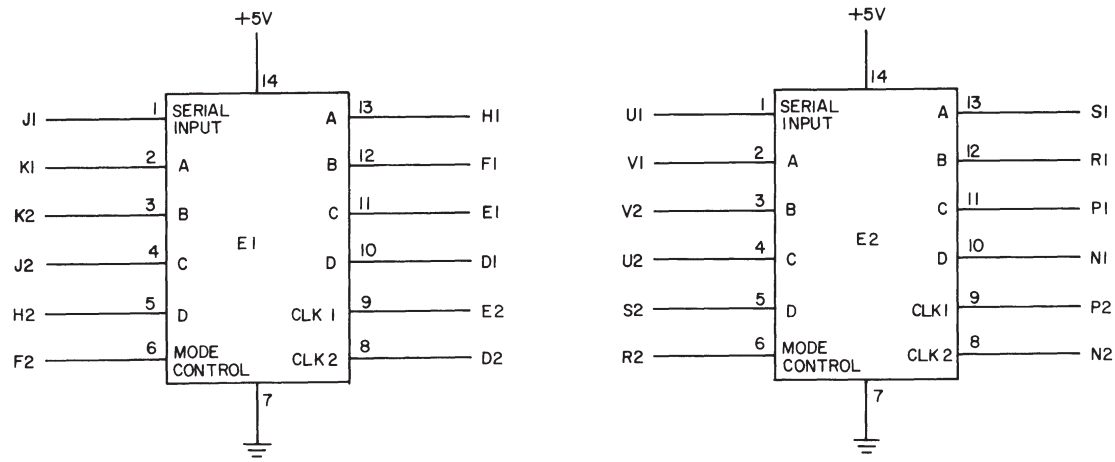 +5V
14
J1 1 SERIAL INPUT A 13 H1
K1 2 A B 12 F1
K2 3 B C 11 E1
E1
J2 4 C D 10 D1
H2 5 D CLK 1 9 E2
F2 6 MODE CONTROL CLK 2 8 D2
7
+5V
14
U1 1 SERIAL INPUT A 13 S1
V1 2 A B 12 R1
V2 3 B C 11 P1
E2
U2 4 C D 10 N1
S2 5 D CLK1 9 P2
R2 6 MODE CONTROL CLK 2 8 N2
7